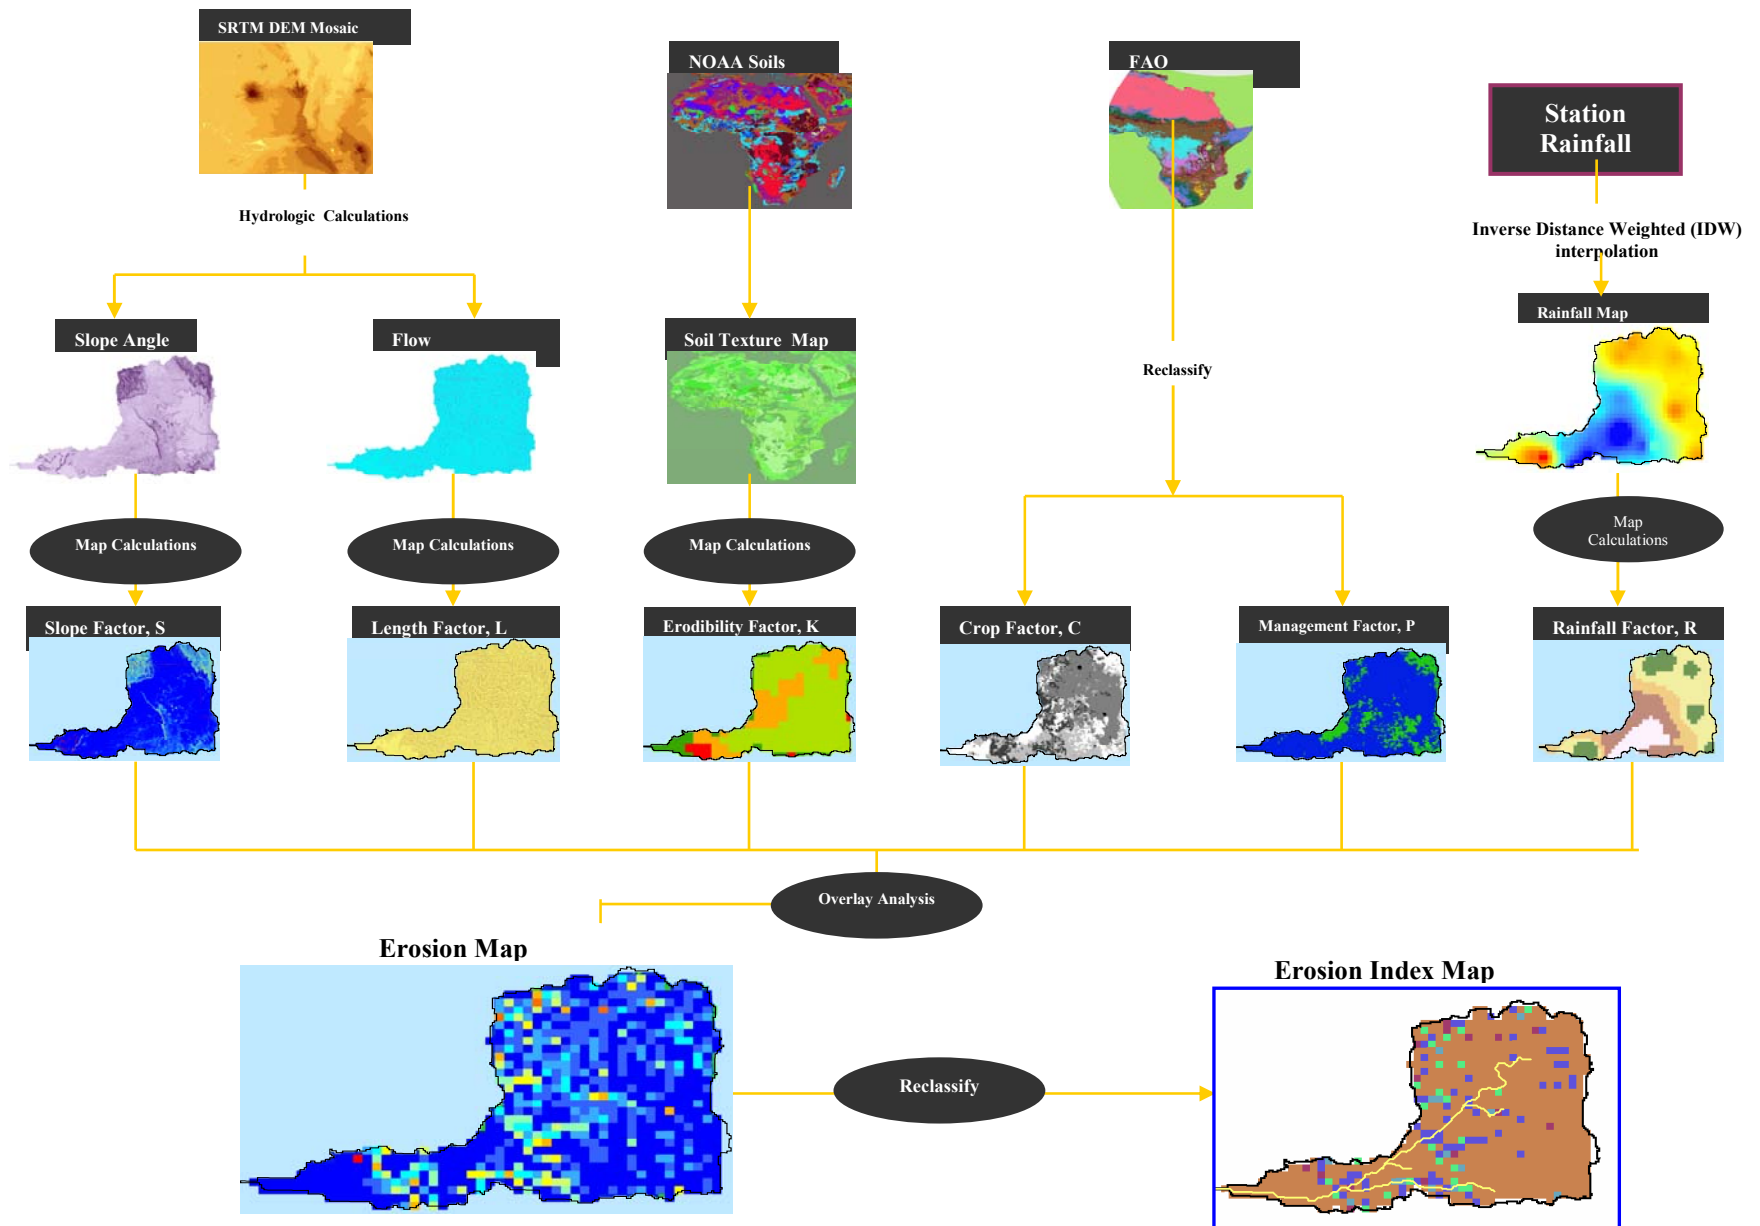 SRTM DEM Mosaic
NOAA Soils
FAO
Station
Rainfall
Hydrologic Calculations
Inverse Distance Weighted (IDW)
interpolation
Slope Angle
Flow
Soil Texture Map
Rainfall Map
Reclassify
Map Calculations
Map Calculations
Map Calculations
Map
Calculations
Slope Factor, S
Length Factor, L
Erodibility Factor, K
Crop Factor, C
Management Factor, P
Rainfall Factor, R
Overlay Analysis
Erosion Map
Erosion Index Map
Reclassify